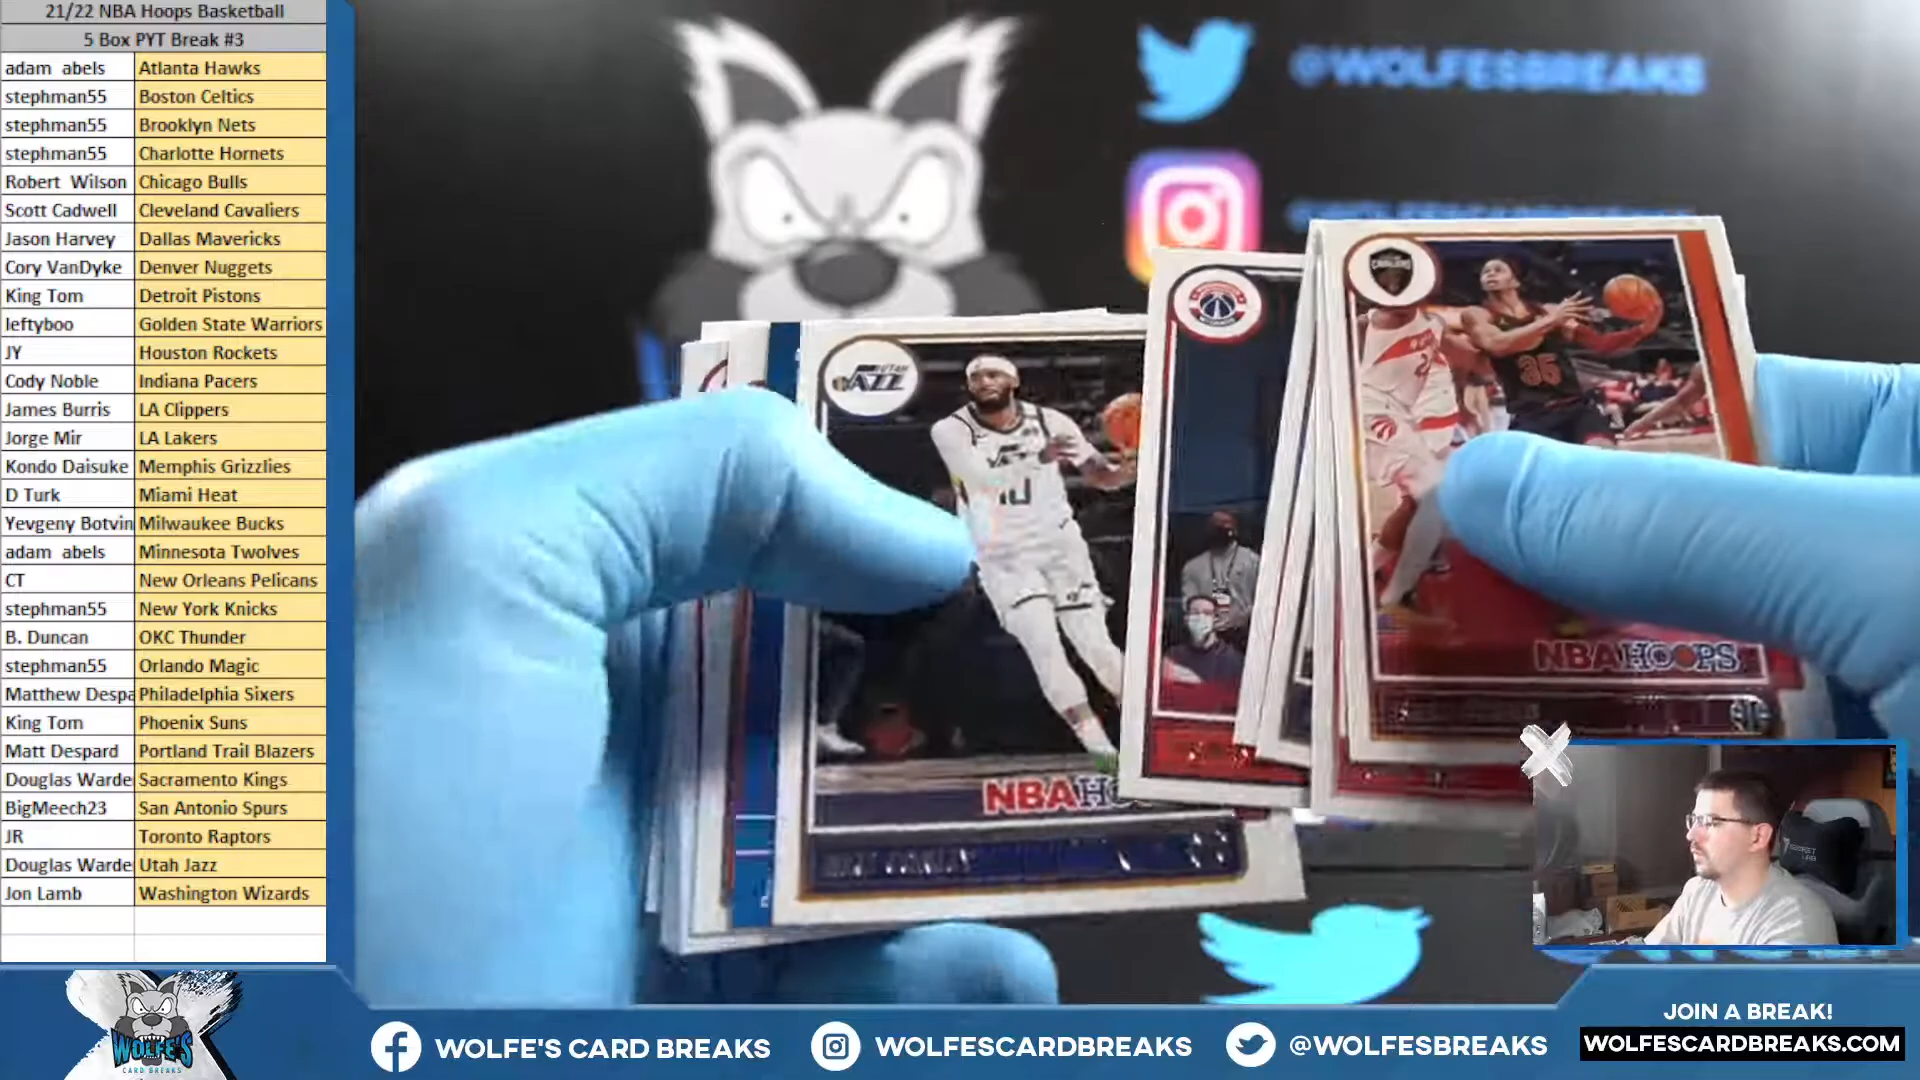 21/22 NBA Hoops Basketball
5 Box PYT Break #3
adam abels Atlanta Hawks
stephman55 Boston Celtics
stephman55 Brooklyn Nets
stephman55 Charlotte Hornets
Robert Wilson Chicago Bulls
Scott Cadwell Cleveland Cavaliers
Jason Harvey Dallas Mavericks
Cory VanDyke Denver Nuggets
King Tom Detroit Pistons
leftyboo Golden State Warriors
JY Houston Rockets
Cody Noble Indiana Pacers
James Burris LA Clippers
Jorge Mir LA Lakers
Kondo Daisuke Memphis Grizzlies
D Turk Miami Heat
Yevgeny Botvin Milwaukee Bucks
adam abels Minnesota Twolves
CT New Orleans Pelicans
stephman55 New York Knicks
B. Duncan OKC Thunder
stephman55 Orlando Magic
Matthew Despa Philadelphia Sixers
King Tom Phoenix Suns
Matt Despard Portland Trail Blazers
Douglas Warde Sacramento Kings
BigMeech23 San Antonio Spurs
JR Toronto Raptors
Douglas Warde Utah Jazz
Jon Lamb Washington Wizards
@WOLFESBREAKS
CAVALIERS
35
NBA HOOPS
JAZZ
NBA
WOLFE'S
CARD BREAKS
WOLFE'S CARD BREAKS
WOLFESCARDBREAKS
@WOLFESBREAKS
JOIN A BREAK!
WOLFESCARDBREAKS.COM